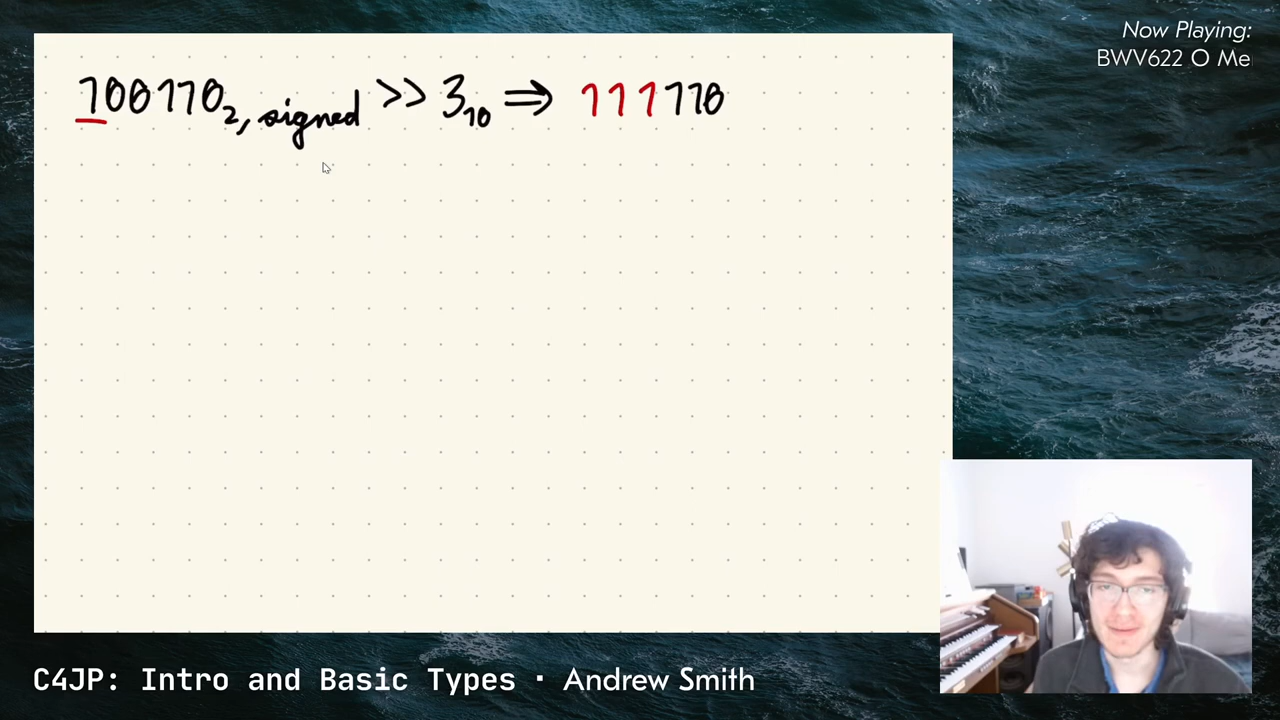 Now Playing:
BWV622 O Me
100110₂, signed >> 3₁₀ ⇒ 111110
C4JP: Intro and Basic Types · Andrew Smith